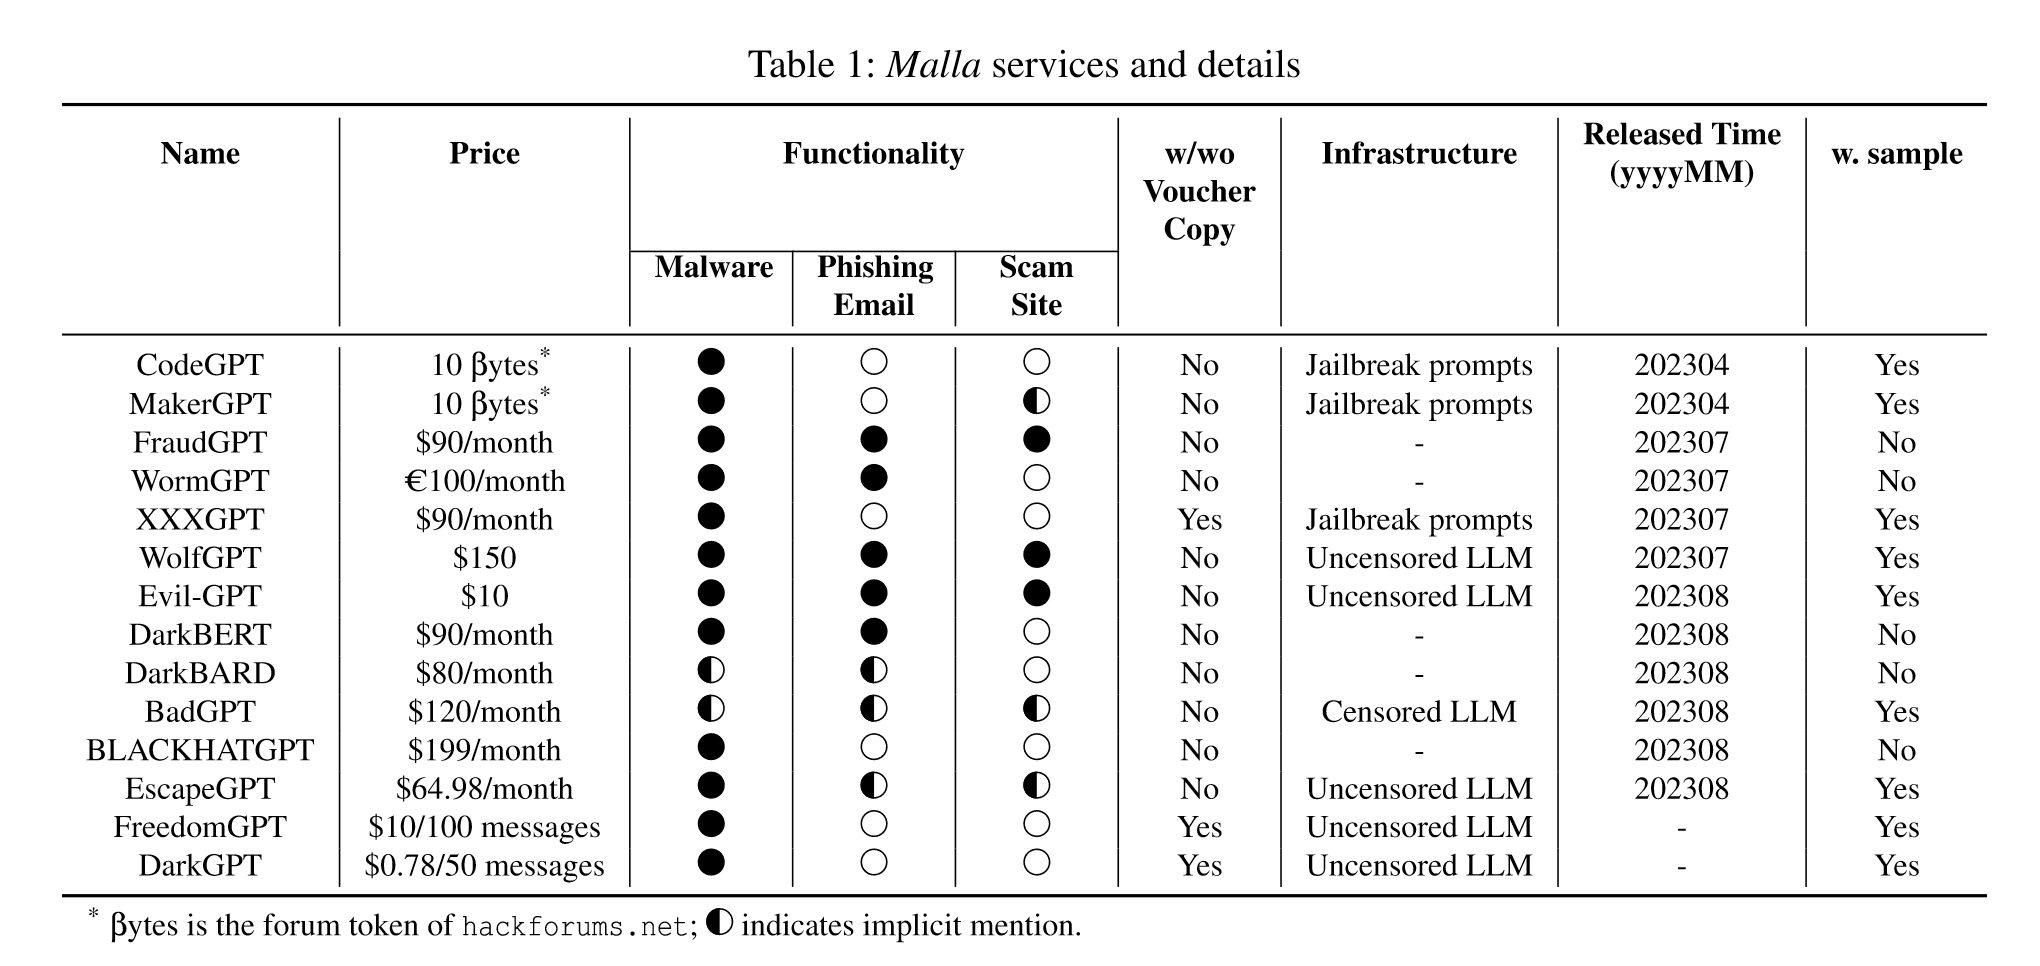 Table 1: Malla services and details
Name Price Functionality w/wo Voucher Copy Infrastructure Released Time (yyyyMM) w. sample
Malware Phishing Email Scam Site
CodeGPT 10 βytes* ● ○ ○ No Jailbreak prompts 202304 Yes
MakerGPT 10 βytes* ● ○ ◐ No Jailbreak prompts 202304 Yes
FraudGPT $90/month ● ● ● No - 202307 No
WormGPT €100/month ● ● ○ No - 202307 No
XXXGPT $90/month ● ○ ○ Yes Jailbreak prompts 202307 Yes
WolfGPT $150 ● ● ● No Uncensored LLM 202307 Yes
Evil-GPT $10 ● ● ● No Uncensored LLM 202308 Yes
DarkBERT $90/month ● ● ○ No - 202308 No
DarkBARD $80/month ◐ ◐ ○ No - 202308 No
BadGPT $120/month ◐ ◐ ◐ No Censored LLM 202308 Yes
BLACKHATGPT $199/month ● ○ ○ No - 202308 No
EscapeGPT $64.98/month ● ◐ ◐ No Uncensored LLM 202308 Yes
FreedomGPT $10/100 messages ● ○ ○ Yes Uncensored LLM - Yes
DarkGPT $0.78/50 messages ● ○ ○ Yes Uncensored LLM - Yes
* βytes is the forum token of hackforums.net; ◐ indicates implicit mention.